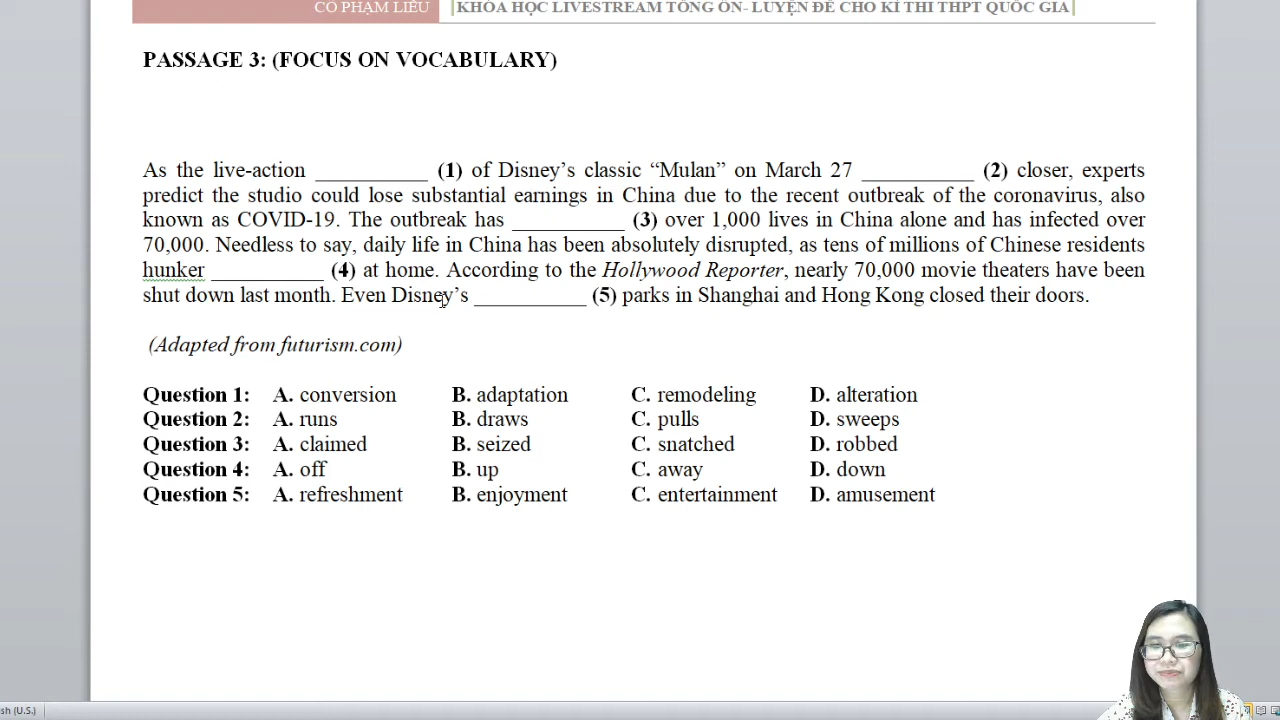 CÔ PHẠM LIỄU KHÓA HỌC LIVESTREAM TỔNG ÔN- LUYỆN ĐỀ CHO KÌ THI THPT QUỐC GIA
PASSAGE 3: (FOCUS ON VOCABULARY)
As the live-action __________ (1) of Disney’s classic “Mulan” on March 27 __________ (2) closer, experts
predict the studio could lose substantial earnings in China due to the recent outbreak of the coronavirus, also
known as COVID-19. The outbreak has __________ (3) over 1,000 lives in China alone and has infected over
70,000. Needless to say, daily life in China has been absolutely disrupted, as tens of millions of Chinese residents
hunker __________ (4) at home. According to the Hollywood Reporter, nearly 70,000 movie theaters have been
shut down last month. Even Disney’s __________ (5) parks in Shanghai and Hong Kong closed their doors.
(Adapted from futurism.com)
Question 1: A. conversion B. adaptation C. remodeling D. alteration
Question 2: A. runs B. draws C. pulls D. sweeps
Question 3: A. claimed B. seized C. snatched D. robbed
Question 4: A. off B. up C. away D. down
Question 5: A. refreshment B. enjoyment C. entertainment D. amusement
sh (U.S.)